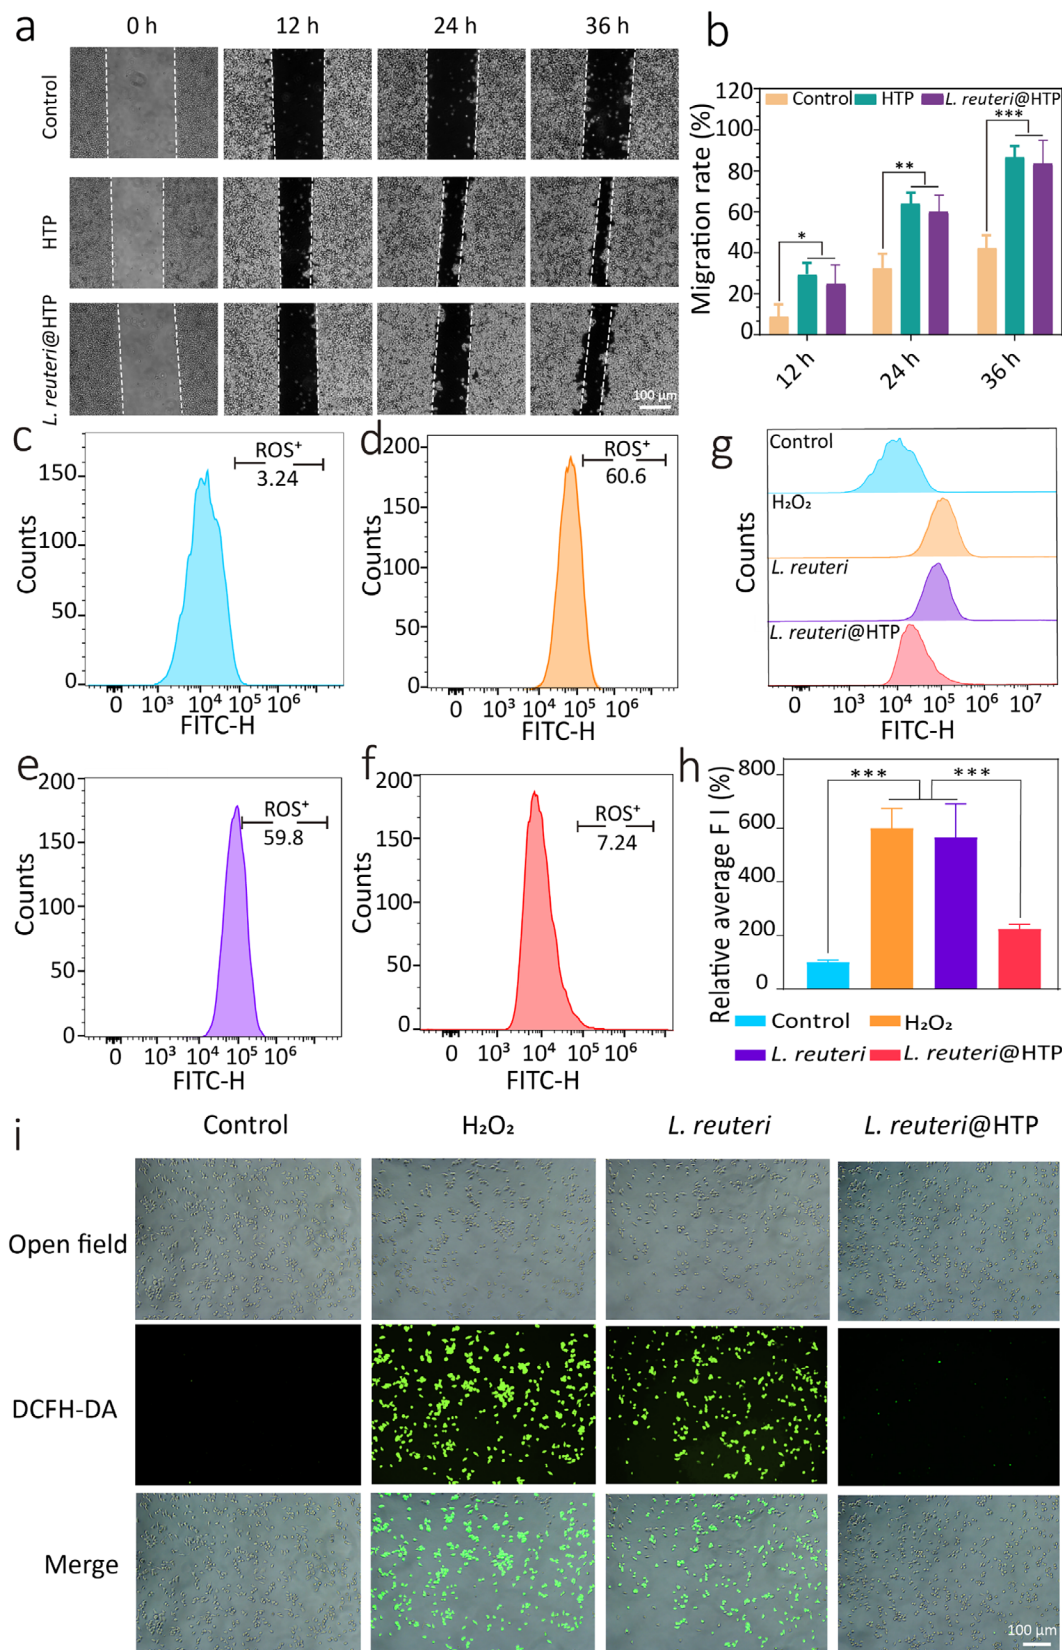 a
0 h
12 h
24 h
36 h
Control
HTP
L. reuteri@HTP
100 μm
b
Migration rate (%)
120
100
80
60
40
20
0
Control
HTP
L. reuteri@HTP
*
**
***
12 h
24 h
36 h
c
Counts
150
100
50
0
ROS⁺
3.24
0 10³ 10⁴ 10⁵ 10⁶
FITC-H
d
Counts
200
150
100
50
0
ROS⁺
60.6
0 10³ 10⁴ 10⁵ 10⁶
FITC-H
g
Counts
Control
H₂O₂
L. reuteri
L. reuteri@HTP
0 10³ 10⁴ 10⁵ 10⁶ 10⁷
FITC-H
e
Counts
200
150
100
50
0
ROS⁺
59.8
0 10³ 10⁴ 10⁵ 10⁶
FITC-H
f
Counts
200
150
100
50
0
ROS⁺
7.24
0 10³ 10⁴ 10⁵ 10⁶
FITC-H
h
Relative average F I (%)
800
600
400
200
0
***
***
Control
H₂O₂
L. reuteri
L. reuteri@HTP
i
Control
H₂O₂
L. reuteri
L. reuteri@HTP
Open field
DCFH-DA
Merge
100 μm